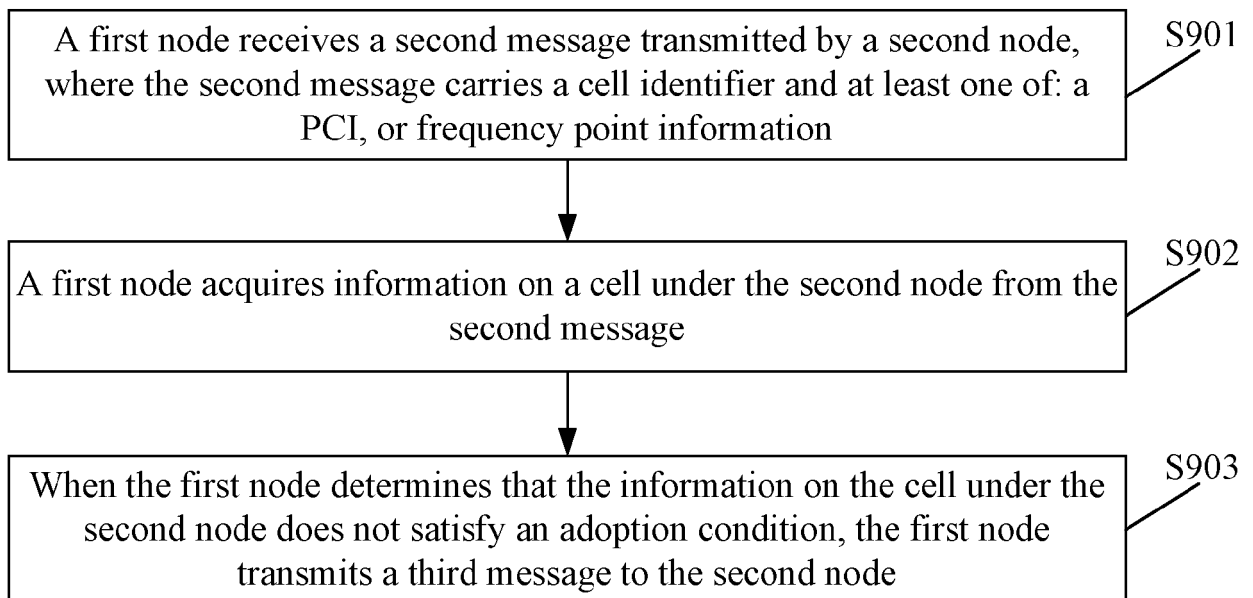 A first node receives a second message transmitted by a second node,
where the second message carries a cell identifier and at least one of: a
PCI, or frequency point information
S901
A first node acquires information on a cell under the second node from the
second message
S902
When the first node determines that the information on the cell under the
second node does not satisfy an adoption condition, the first node
transmits a third message to the second node
S903